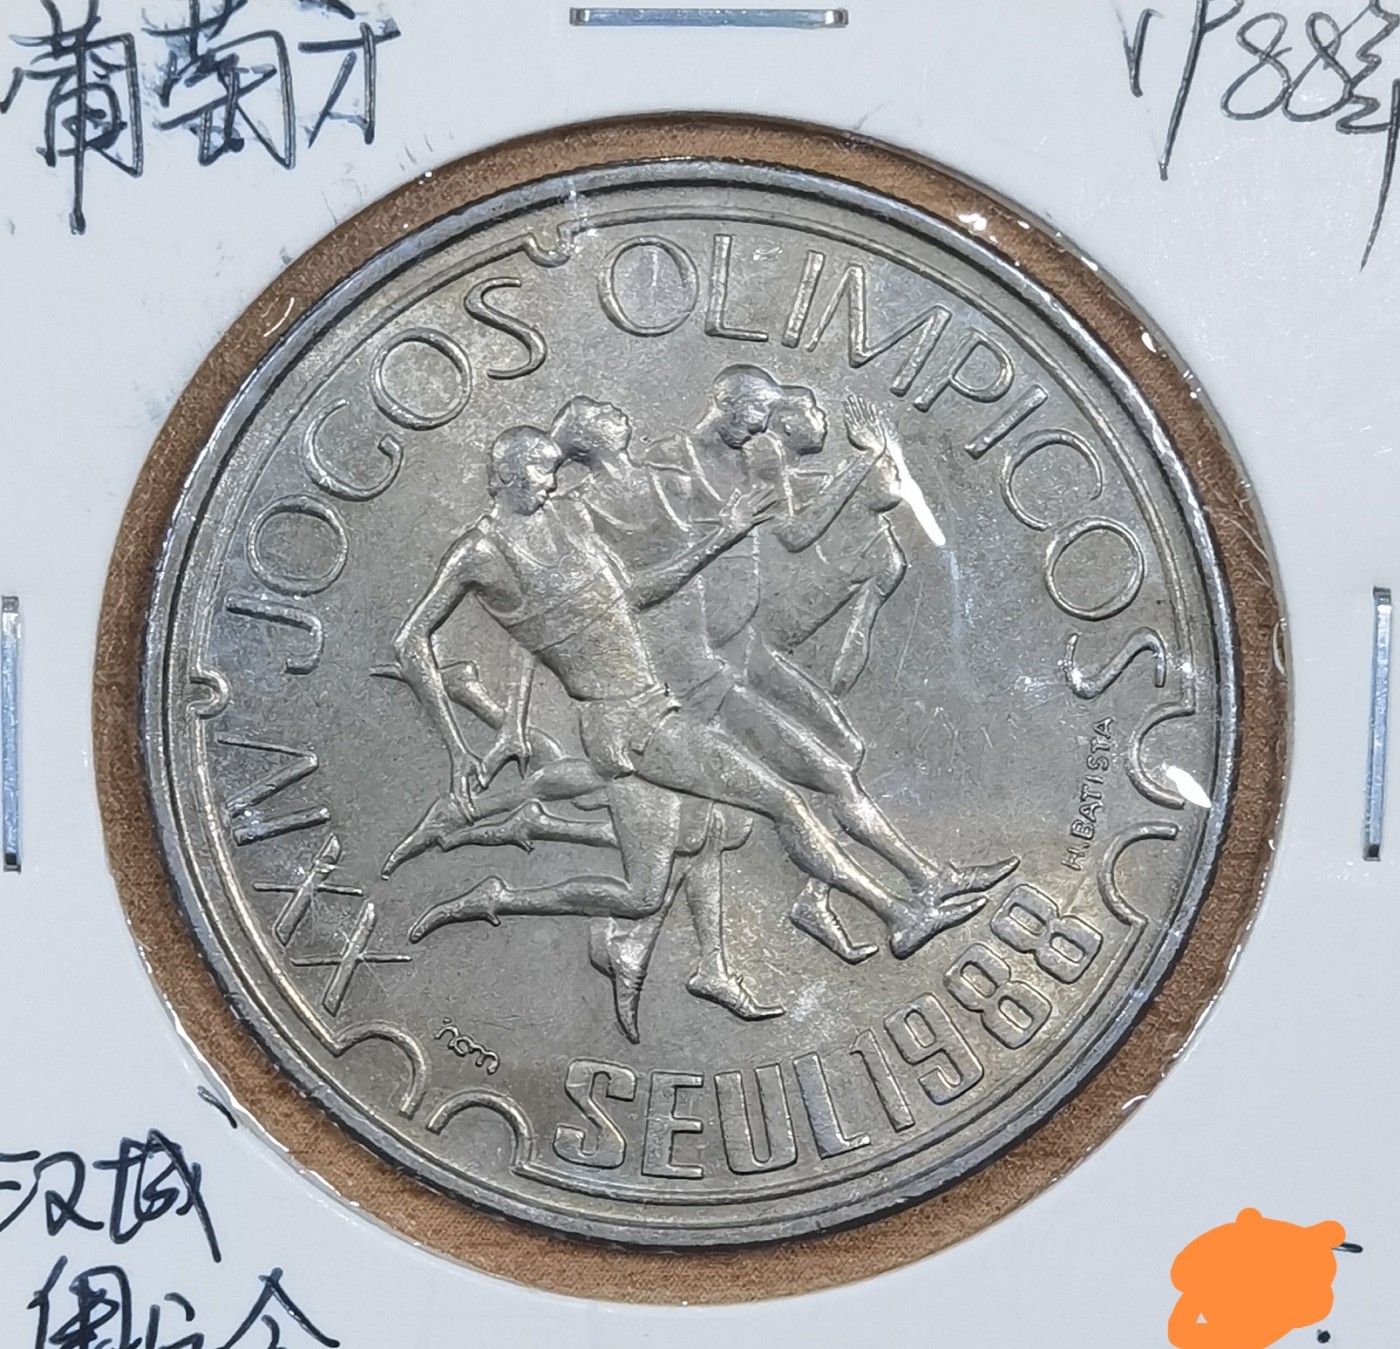 葡萄牙
1988年
XXIV JOGOS OLIMPICOS
H. BATISTA
incm
SEUL 1988
汉城
奥运会